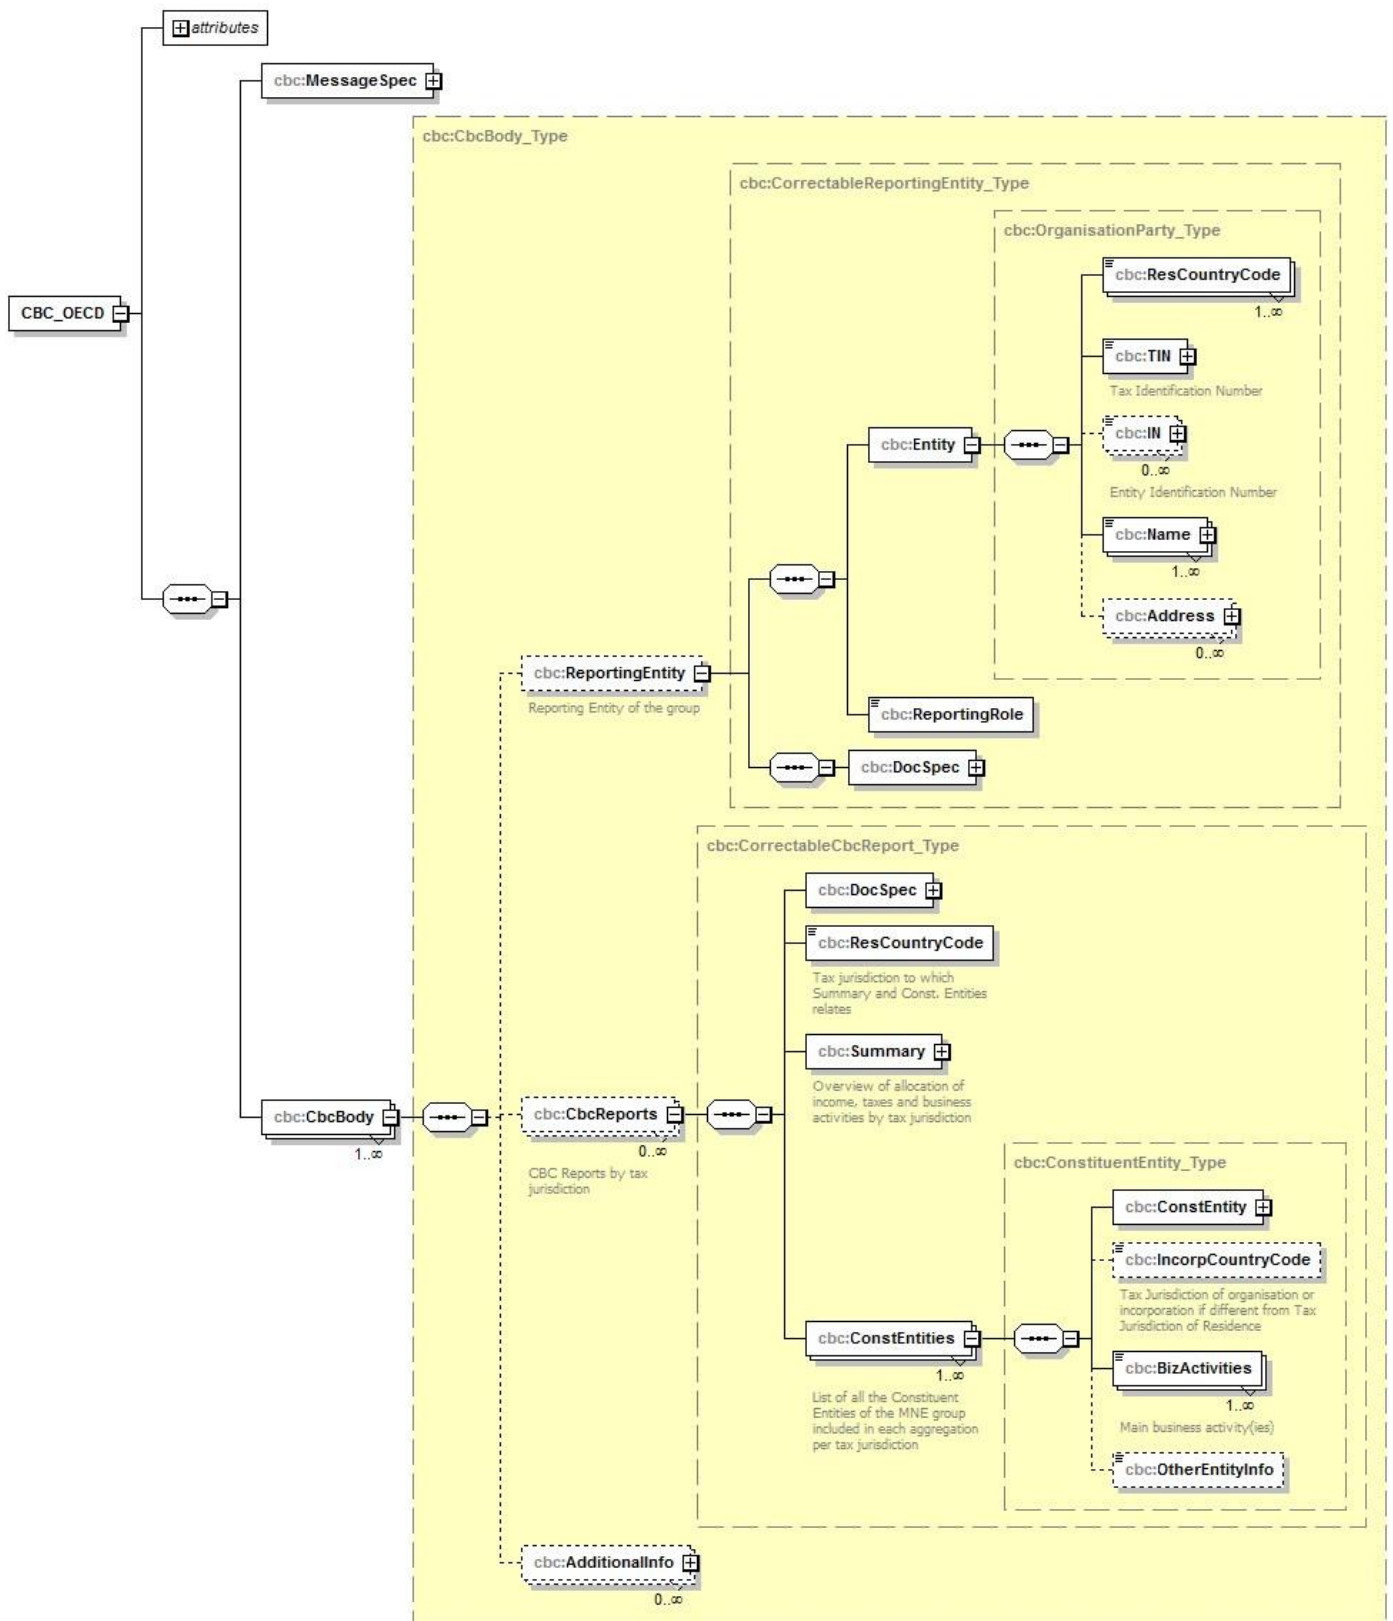 attributes
cbc:MessageSpec
cbc:CbcBody_Type
cbc:CorrectableReportingEntity_Type
cbc:OrganisationParty_Type
cbc:ResCountryCode
1..∞
CBC_OECD
cbc:TIN
Tax Identification Number
cbc:IN
0..∞
Entity Identification Number
cbc:Entity
cbc:Name
1..∞
cbc:Address
0..∞
cbc:ReportingEntity
Reporting Entity of the group
cbc:ReportingRole
cbc:DocSpec
cbc:CorrectableCbcReport_Type
cbc:DocSpec
cbc:ResCountryCode
Tax jurisdiction to which
Summary and Const. Entities
relates
cbc:Summary
Overview of allocation of
income, taxes and business
activities by tax jurisdiction
cbc:CbcBody
1..∞
cbc:CbcReports
0..∞
CBC Reports by tax
jurisdiction
cbc:ConstituentEntity_Type
cbc:ConstEntity
cbc:IncorpCountryCode
Tax Jurisdiction of organisation or
incorporation if different from Tax
Jurisdiction of Residence
cbc:ConstEntities
1..∞
List of all the Constituent
Entities of the MNE group
included in each aggregation
per tax jurisdiction
cbc:BizActivities
1..∞
Main business activity(ies)
cbc:OtherEntityInfo
cbc:AdditionalInfo
0..∞